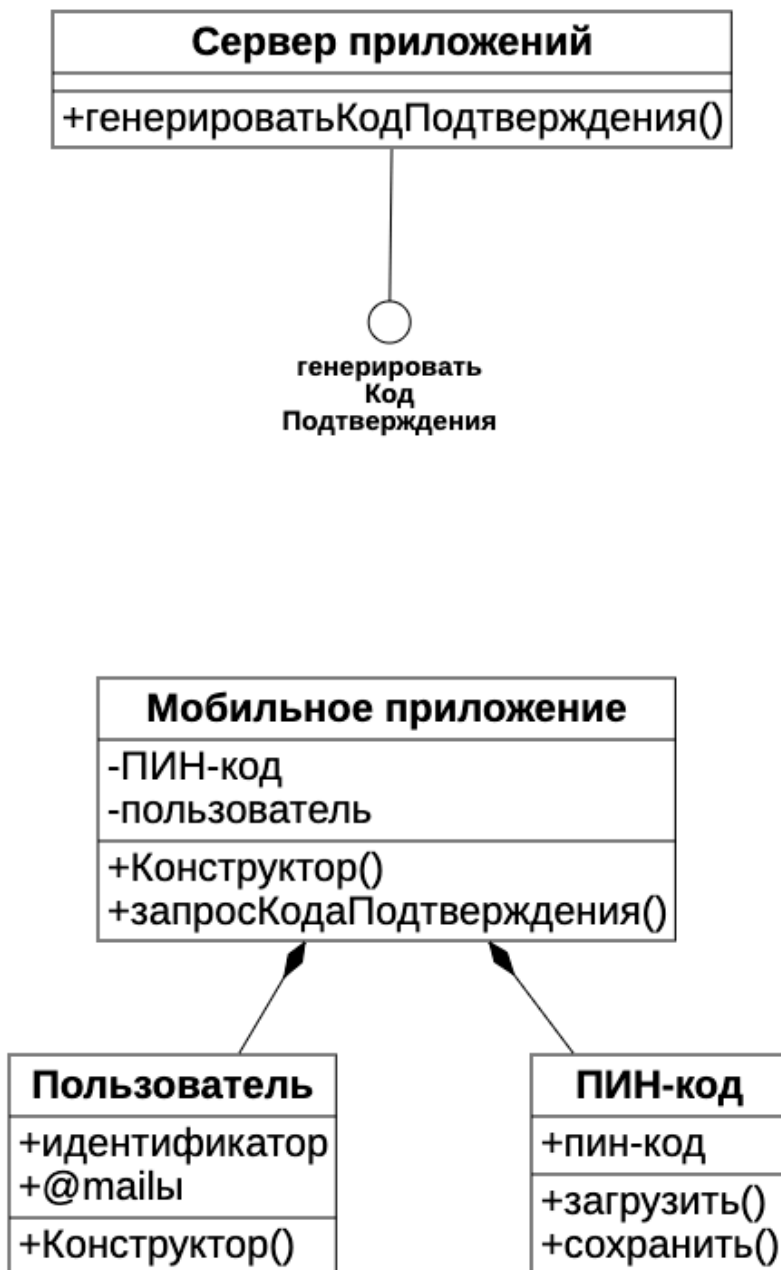 Сервер приложений
+генерироватьКодПодтверждения()
генерировать
Код
Подтверждения
Мобильное приложение
-ПИН-код
-пользователь
+Конструктор()
+запросКодаПодтверждения()
Пользователь
+идентификатор
+@mailы
+Конструктор()
ПИН-код
+пин-код
+загрузить()
+сохранить()